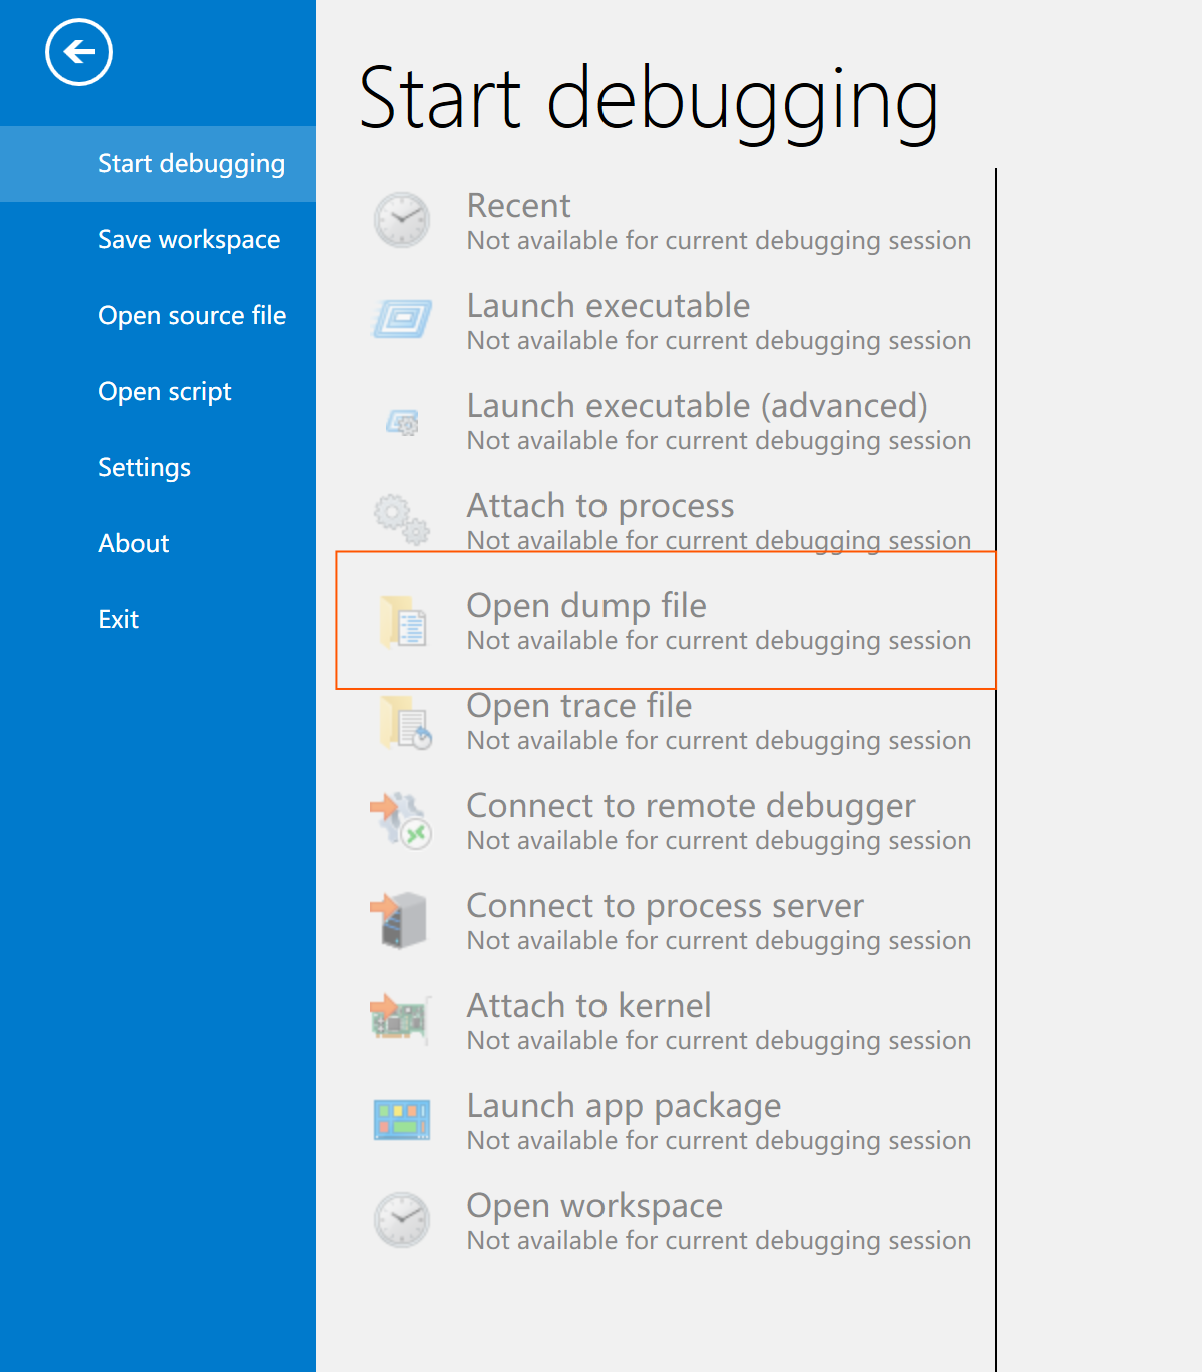 Start debugging
Save workspace
Open source file
Open script
Settings
About
Exit
Start debugging
Recent
Not available for current debugging session
Launch executable
Not available for current debugging session
Launch executable (advanced)
Not available for current debugging session
Attach to process
Not available for current debugging session
Open dump file
Not available for current debugging session
Open trace file
Not available for current debugging session
Connect to remote debugger
Not available for current debugging session
Connect to process server
Not available for current debugging session
Attach to kernel
Not available for current debugging session
Launch app package
Not available for current debugging session
Open workspace
Not available for current debugging session